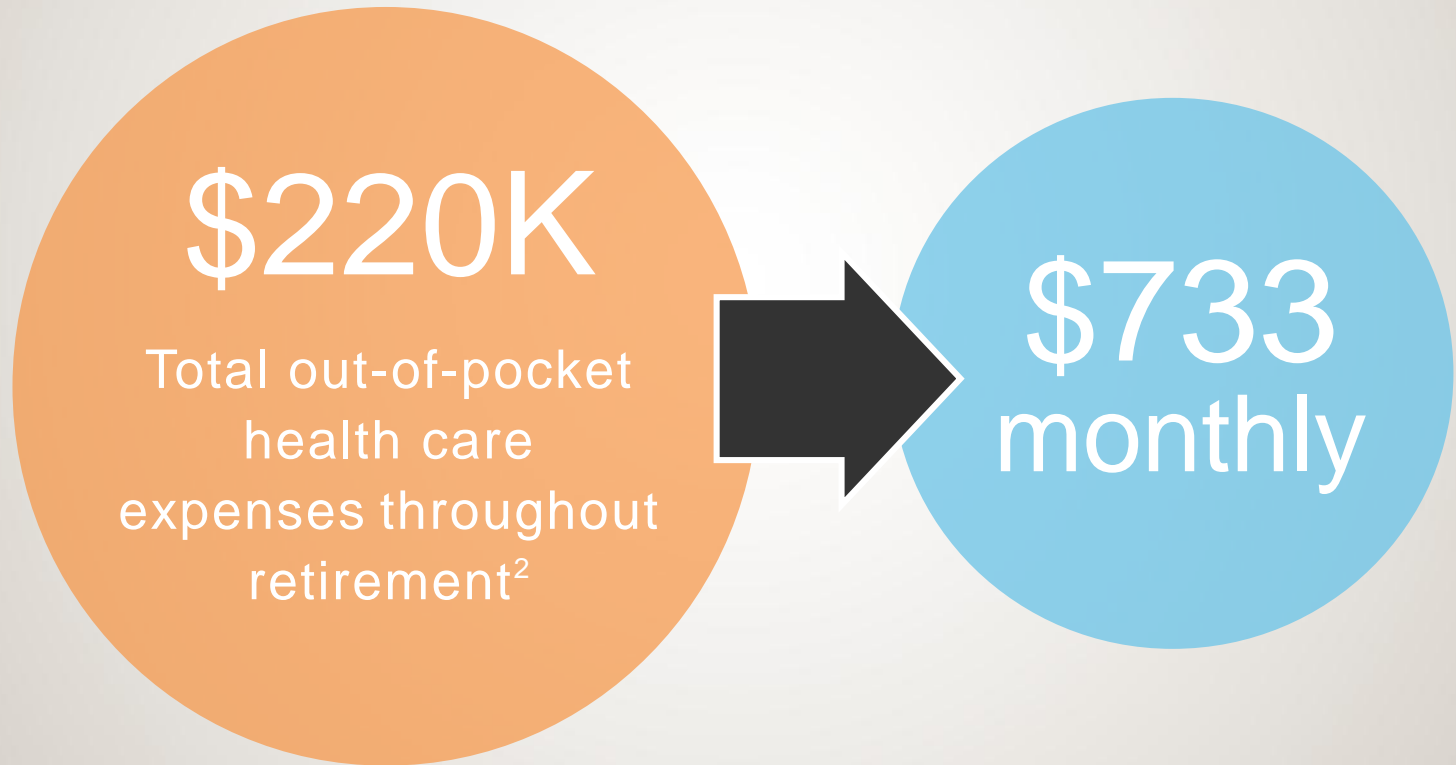 $220K
Total out-of-pocket
health care
expenses throughout
retirement²
$733
monthly